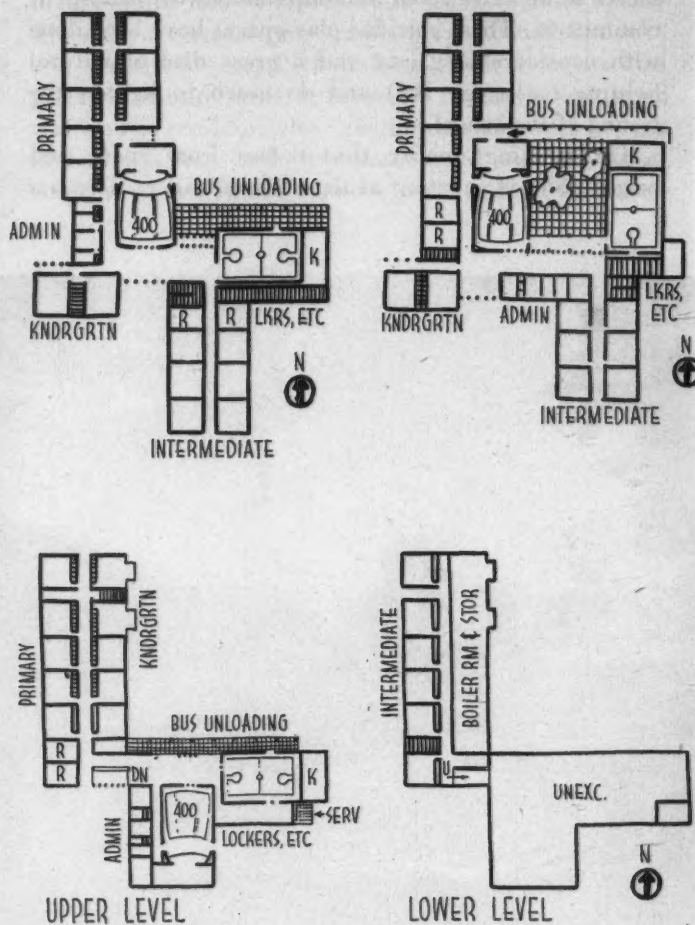 PRIMARY
ADMIN
400
BUS UNLOADING
K
KNDRGRTN
R
R
LKRS, ETC
N
INTERMEDIATE
PRIMARY
BUS UNLOADING
K
R
R
400
KNDRGRTN
ADMIN
LKRS,
ETC
N
INTERMEDIATE
PRIMARY
KNDRGRTN
BUS UNLOADING
R
R
DN
K
400
ADMIN
LOCKERS, ETC
SERV
UPPER LEVEL
INTERMEDIATE
BOILER RM & STOR
U
UNEXC.
N
LOWER LEVEL